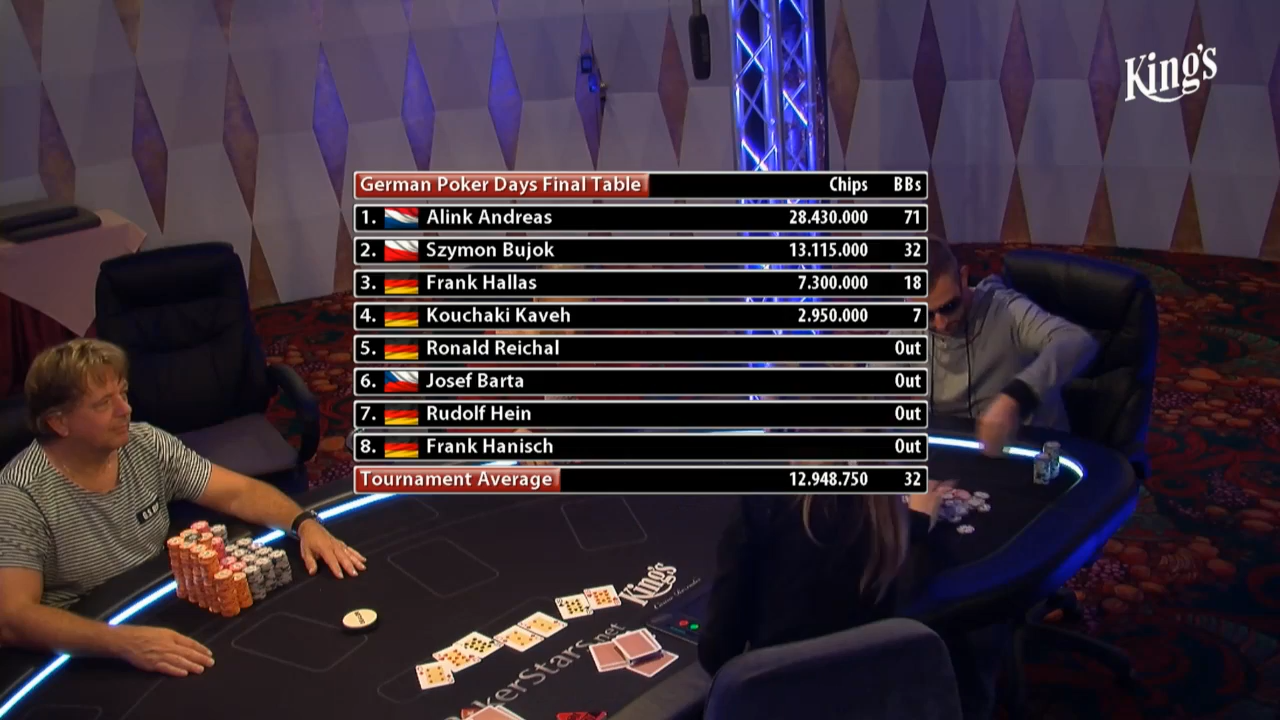 King's
German Poker Days Final Table Chips BBs
1. Alink Andreas 28.430.000 71
2. Szymon Bujok 13.115.000 32
3. Frank Hallas 7.300.000 18
4. Kouchaki Kaveh 2.950.000 7
5. Ronald Reichal Out
6. Josef Barta Out
7. Rudolf Hein Out
8. Frank Hanisch Out
Tournament Average 12.948.750 32
King's
kerStars.net